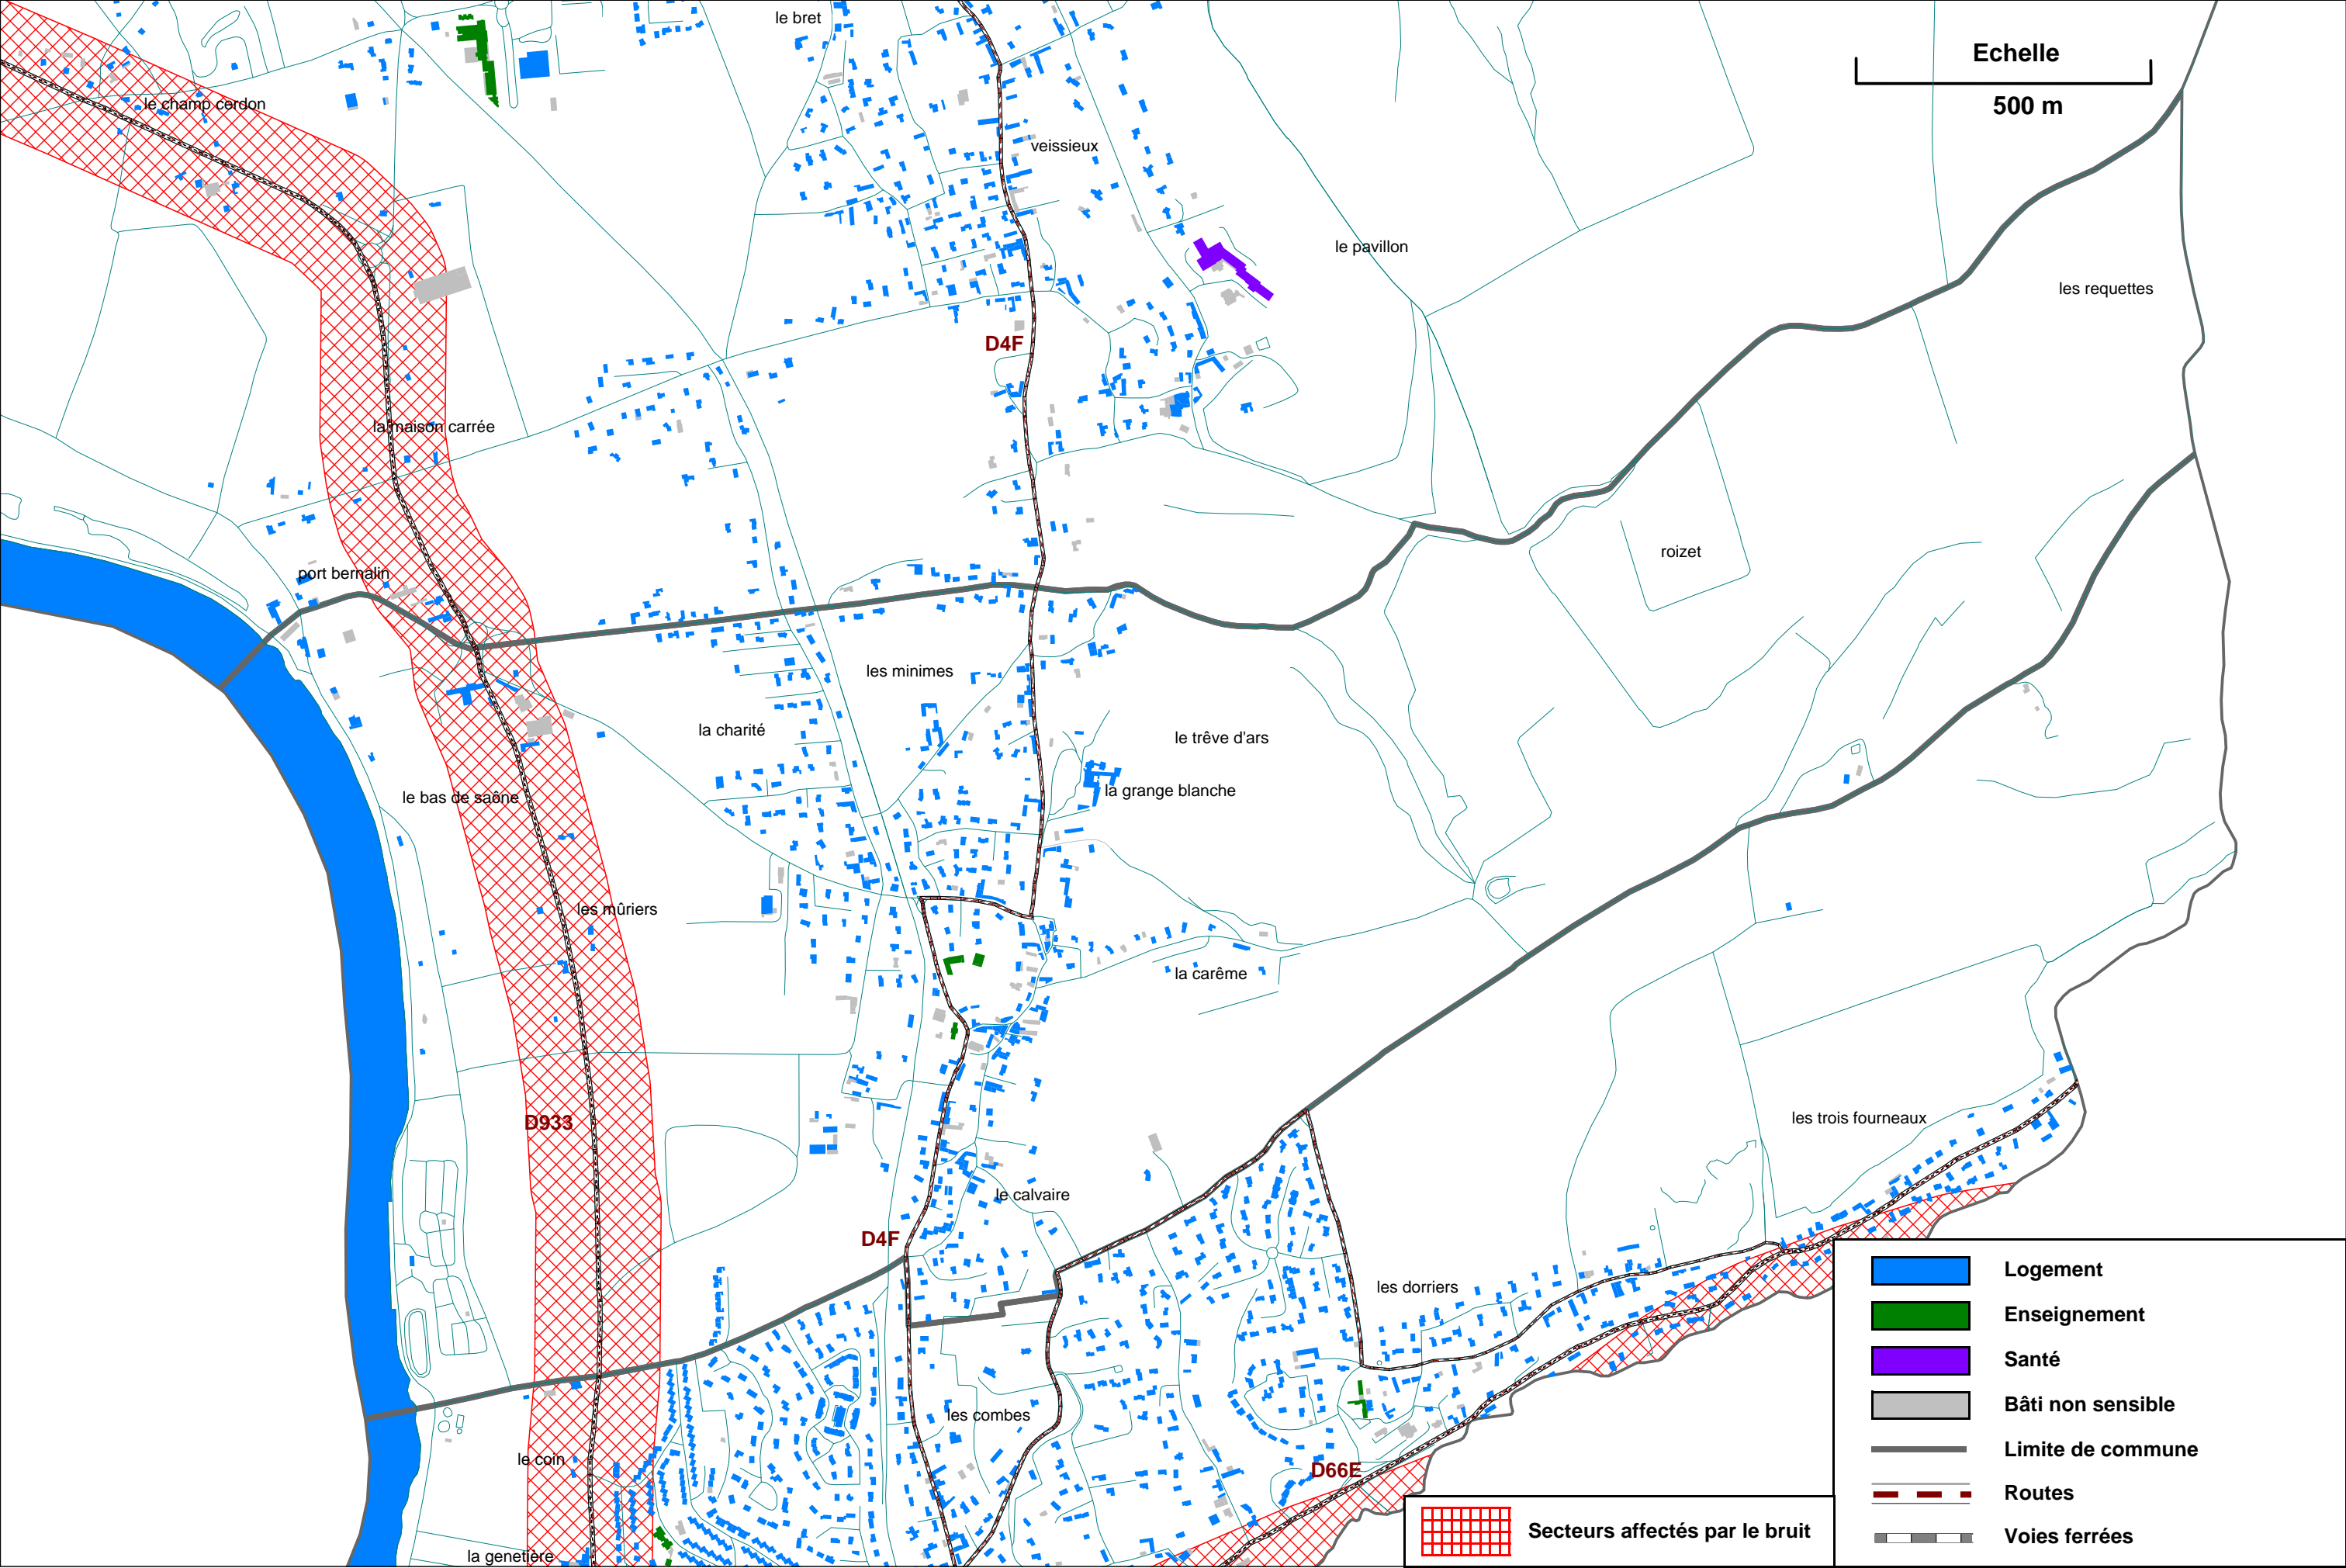 le bret
Echelle
500 m
le champ cerdon
veissieux
le pavillon
les requettes
D4F
la maison carrée
roizet
port bernalin
les minimes
la charité
le trêve d'ars
la grange blanche
le bas de saône
les mûriers
la carême
D933
les trois fourneaux
le calvaire
D4F
les dorriers
les combes
le coin
D66E
la genetière
Logement
Enseignement
Santé
Bâti non sensible
Limite de commune
Routes
Voies ferrées
Secteurs affectés par le bruit